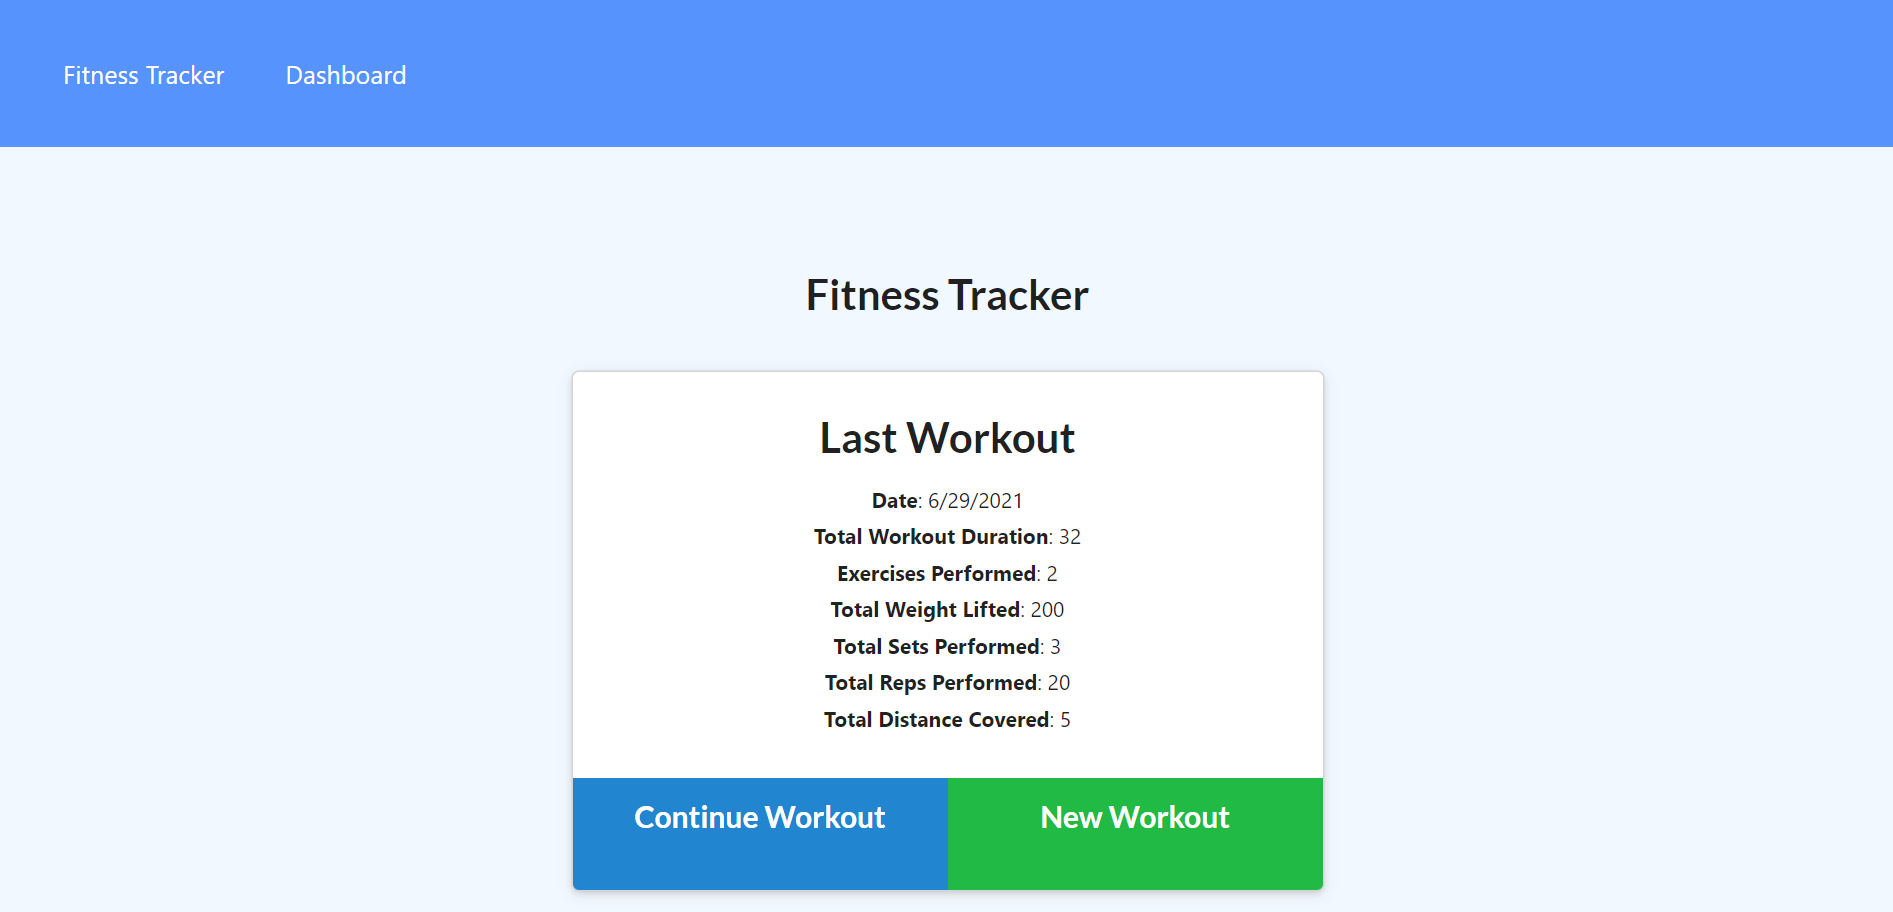 Fitness Tracker Dashboard
Fitness Tracker
Last Workout
Date: 6/29/2021
Total Workout Duration: 32
Exercises Performed: 2
Total Weight Lifted: 200
Total Sets Performed: 3
Total Reps Performed: 20
Total Distance Covered: 5
Continue Workout New Workout